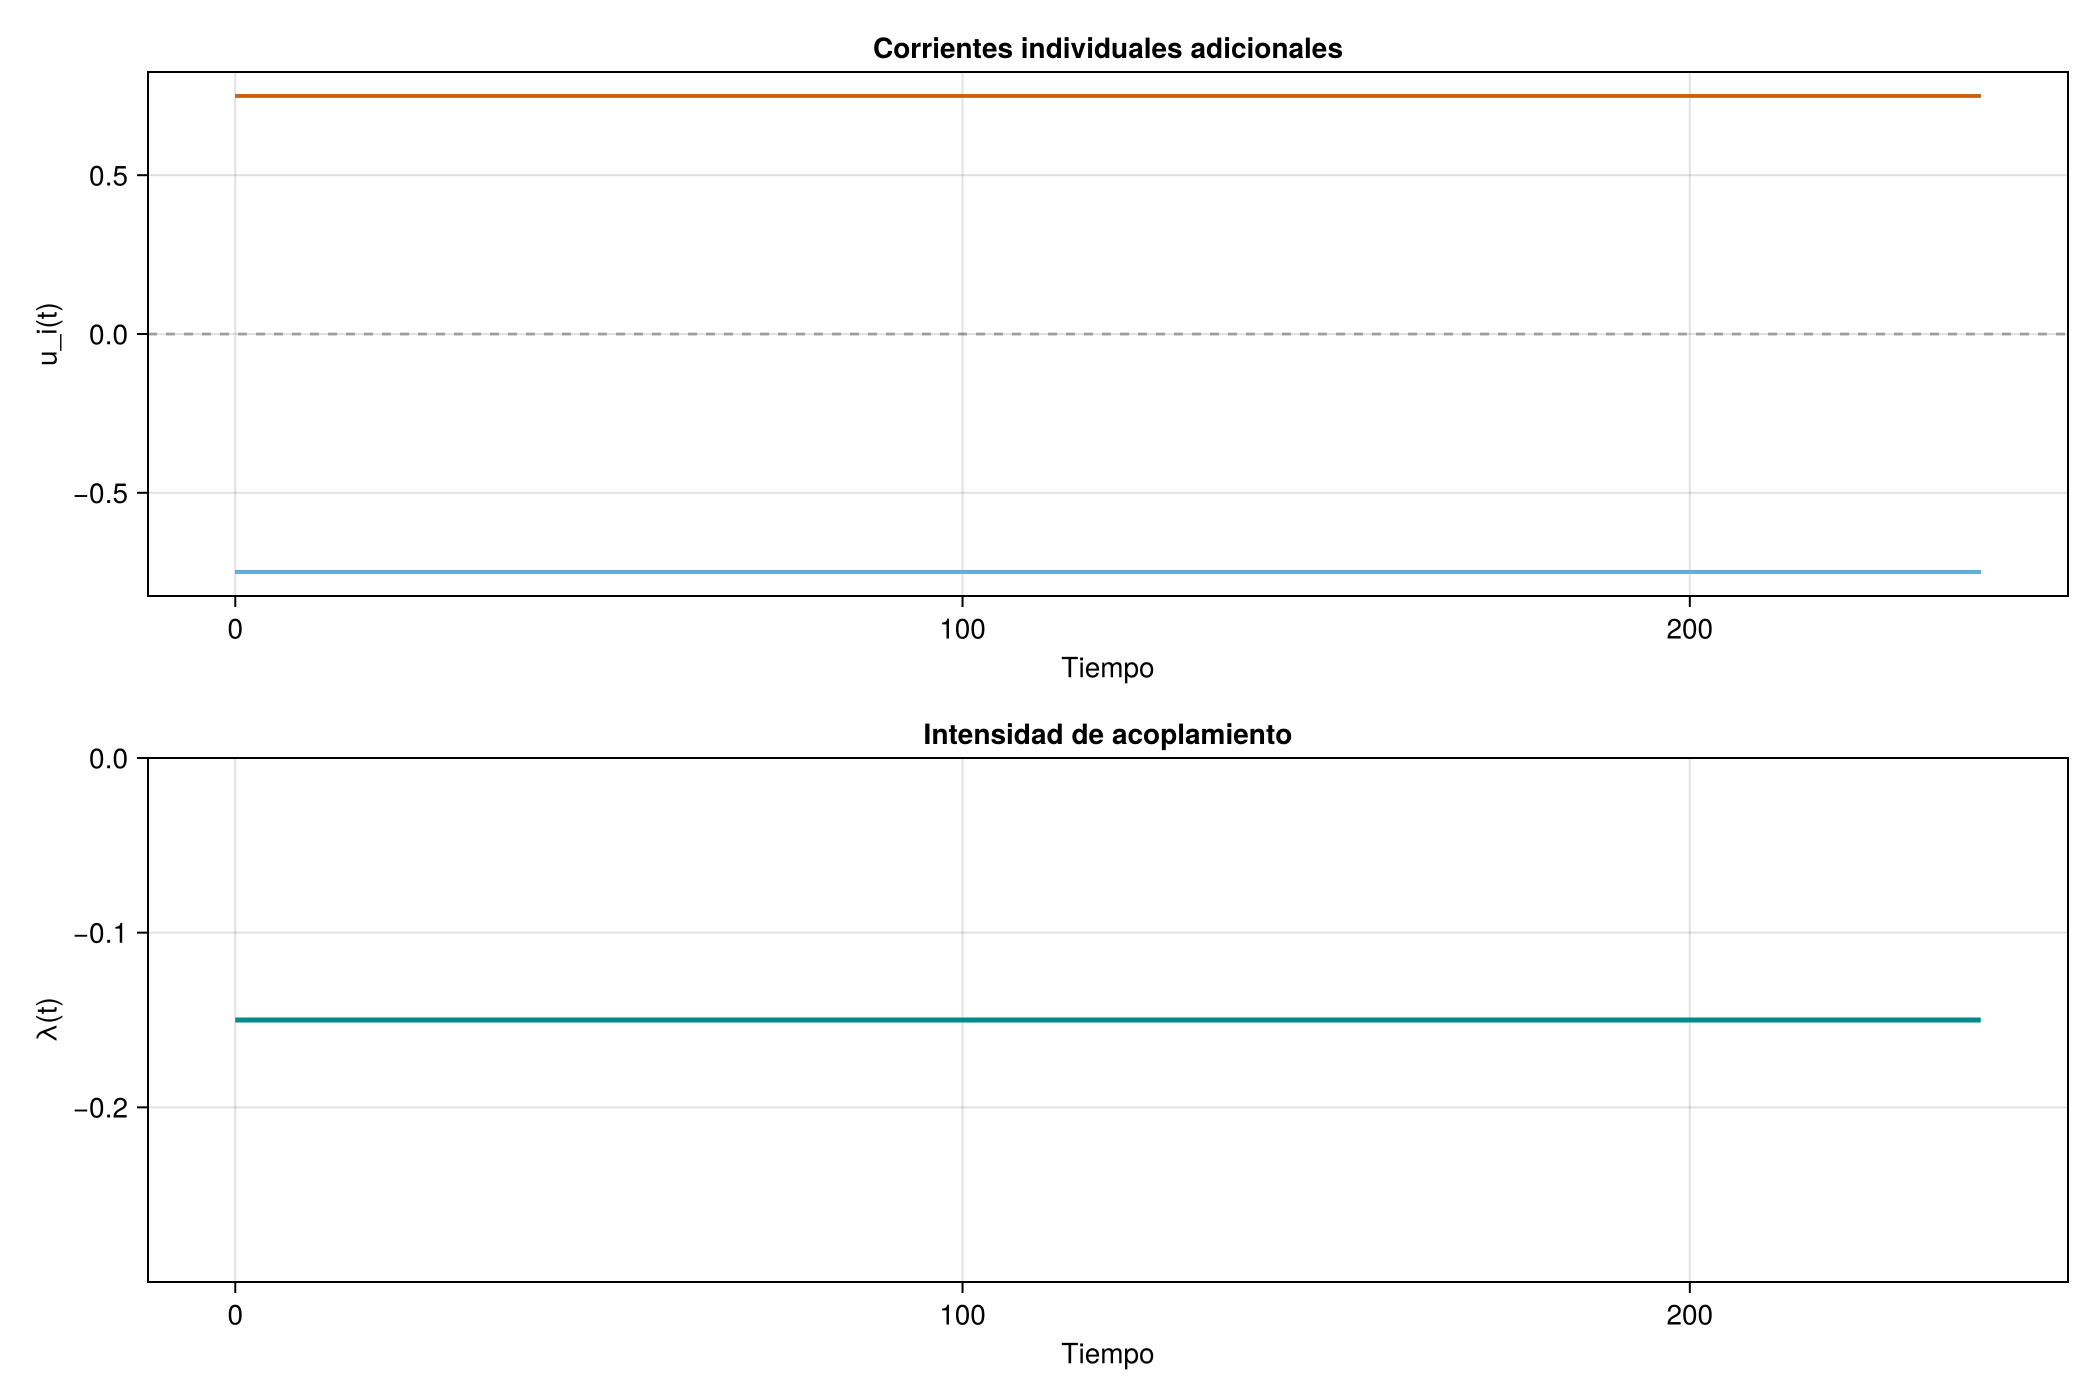 Corrientes individuales adicionales
0.5
0.0
−0.5
u_i(t)
0 100 200
Tiempo
Intensidad de acoplamiento
0.0
−0.1
−0.2
λ(t)
0 100 200
Tiempo